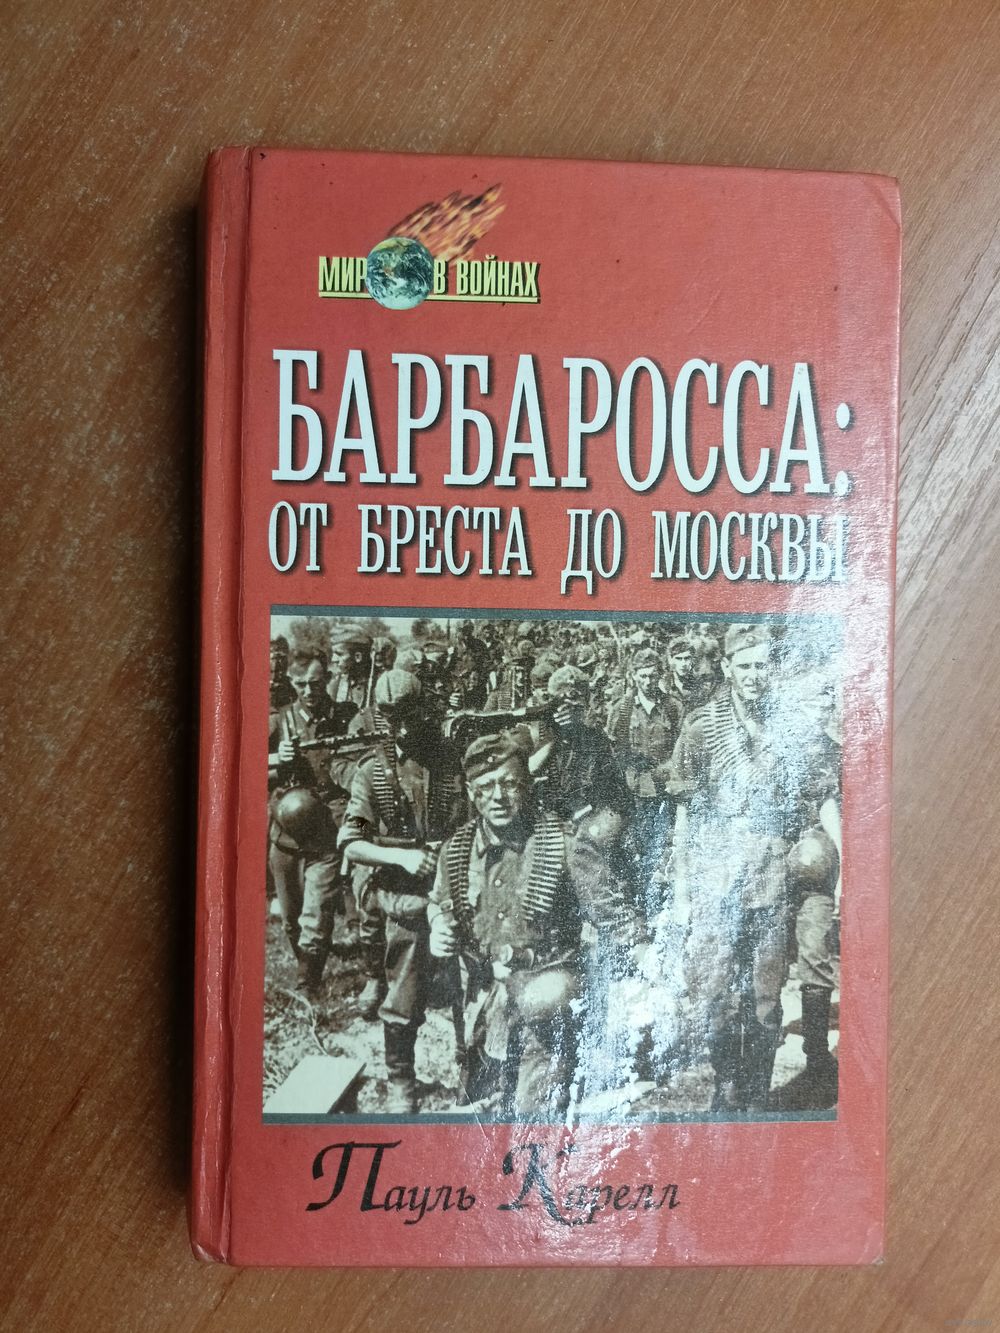 МИР В ВОЙНАХ
БАРБАРОССА:
ОТ БРЕСТА ДО МОСКВЫ
Пауль Карелл